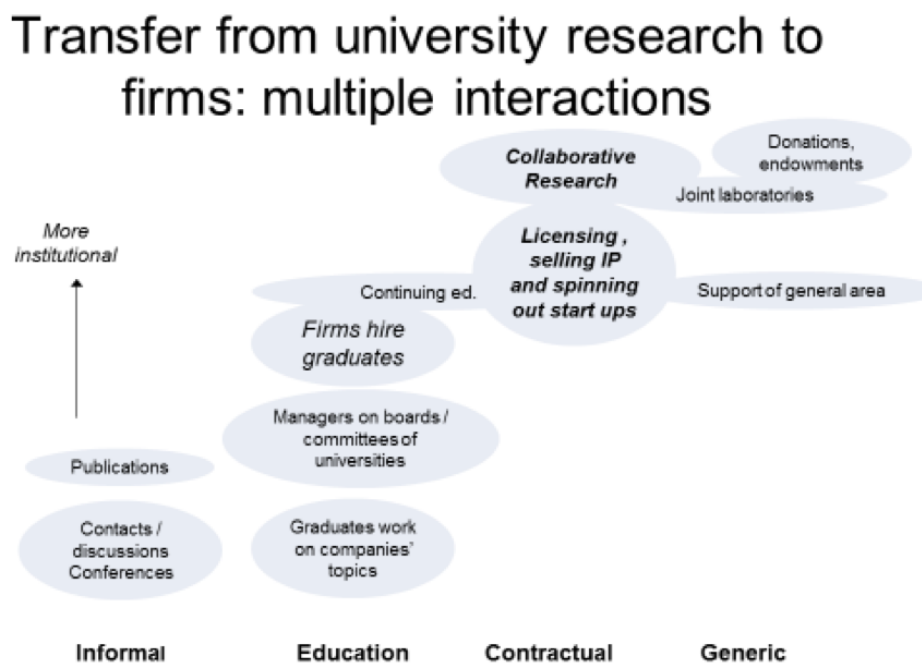 Transfer from university research to
firms: multiple interactions
Donations,
endowments
Collaborative
Research
Joint laboratories
More
institutional
Licensing ,
selling IP
and spinning
out start ups
Continuing ed.
Support of general area
Firms hire
graduates
Managers on boards /
committees of
universities
Publications
Contacts /
discussions
Conferences
Graduates work
on companies'
topics
Informal
Education
Contractual
Generic